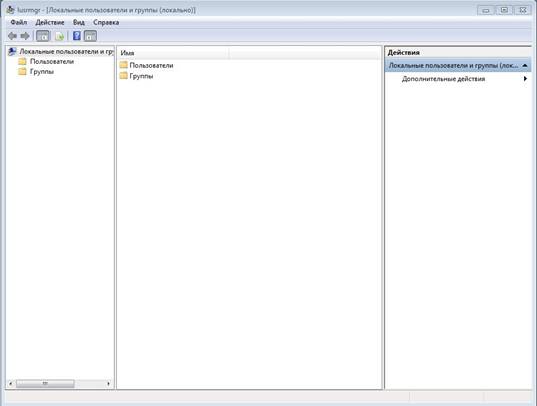 lusrmgr - [Локальные пользователи и группы (локально)]
Файл Действие Вид Справка
Локальные пользователи и гр
Пользователи
Группы
Имя
Пользователи
Группы
Действия
Локальные пользователи и группы (лок...
Дополнительные действия